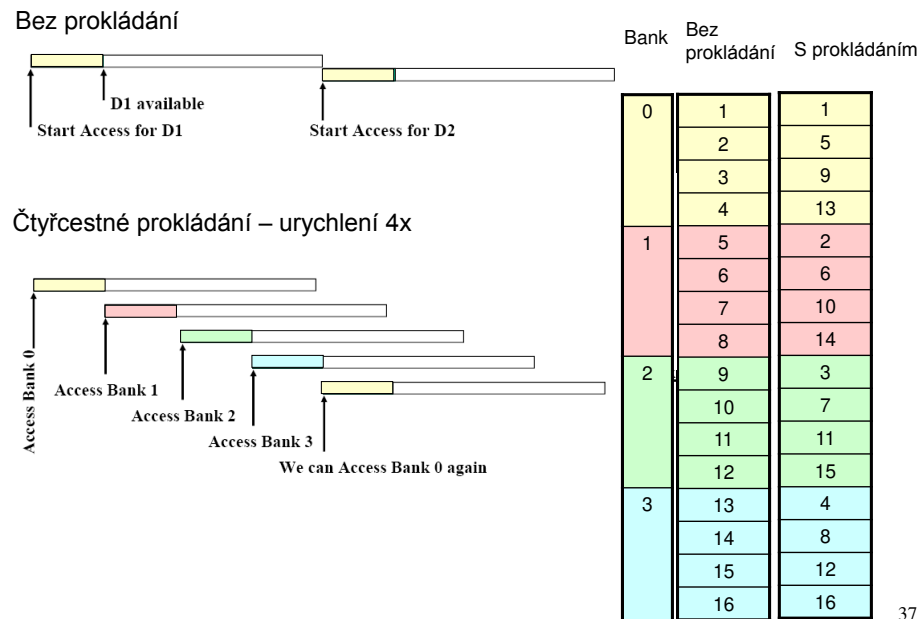 Bez prokládání
D1 available
Start Access for D1
Start Access for D2
Čtyřcestné prokládání – urychlení 4x
Access Bank 0
Access Bank 1
Access Bank 2
Access Bank 3
We can Access Bank 0 again
Bank Bez prokládání S prokládáním
0 1 1
2 5
3 9
4 13
1 5 2
6 6
7 10
8 14
2 9 3
10 7
11 11
12 15
3 13 4
14 8
15 12
16 16
37